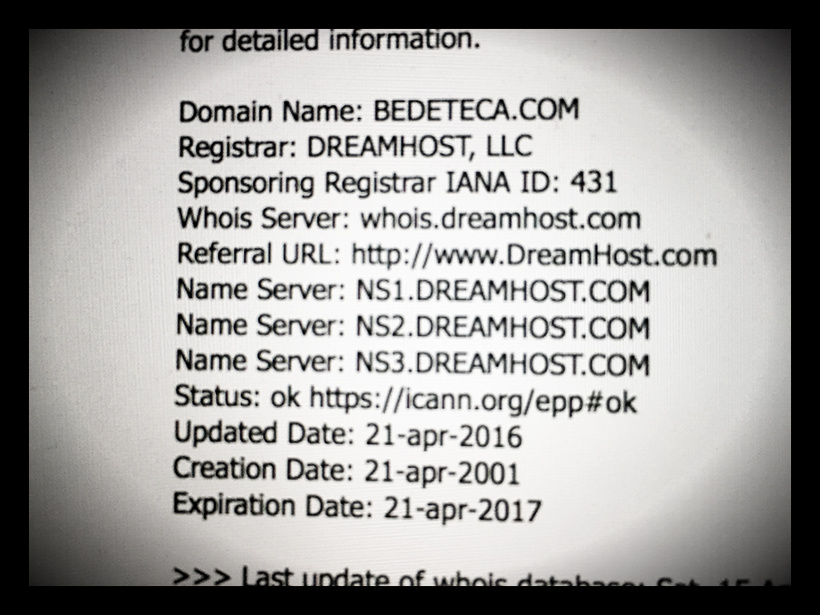 for detailed information.
Domain Name: BEDETECA.COM
Registrar: DREAMHOST, LLC
Sponsoring Registrar IANA ID: 431
Whois Server: whois.dreamhost.com
Referral URL: http://www.DreamHost.com
Name Server: NS1.DREAMHOST.COM
Name Server: NS2.DREAMHOST.COM
Name Server: NS3.DREAMHOST.COM
Status: ok https://icann.org/epp#ok
Updated Date: 21-apr-2016
Creation Date: 21-apr-2001
Expiration Date: 21-apr-2017
>>> Last update of whois database: Sat, 15